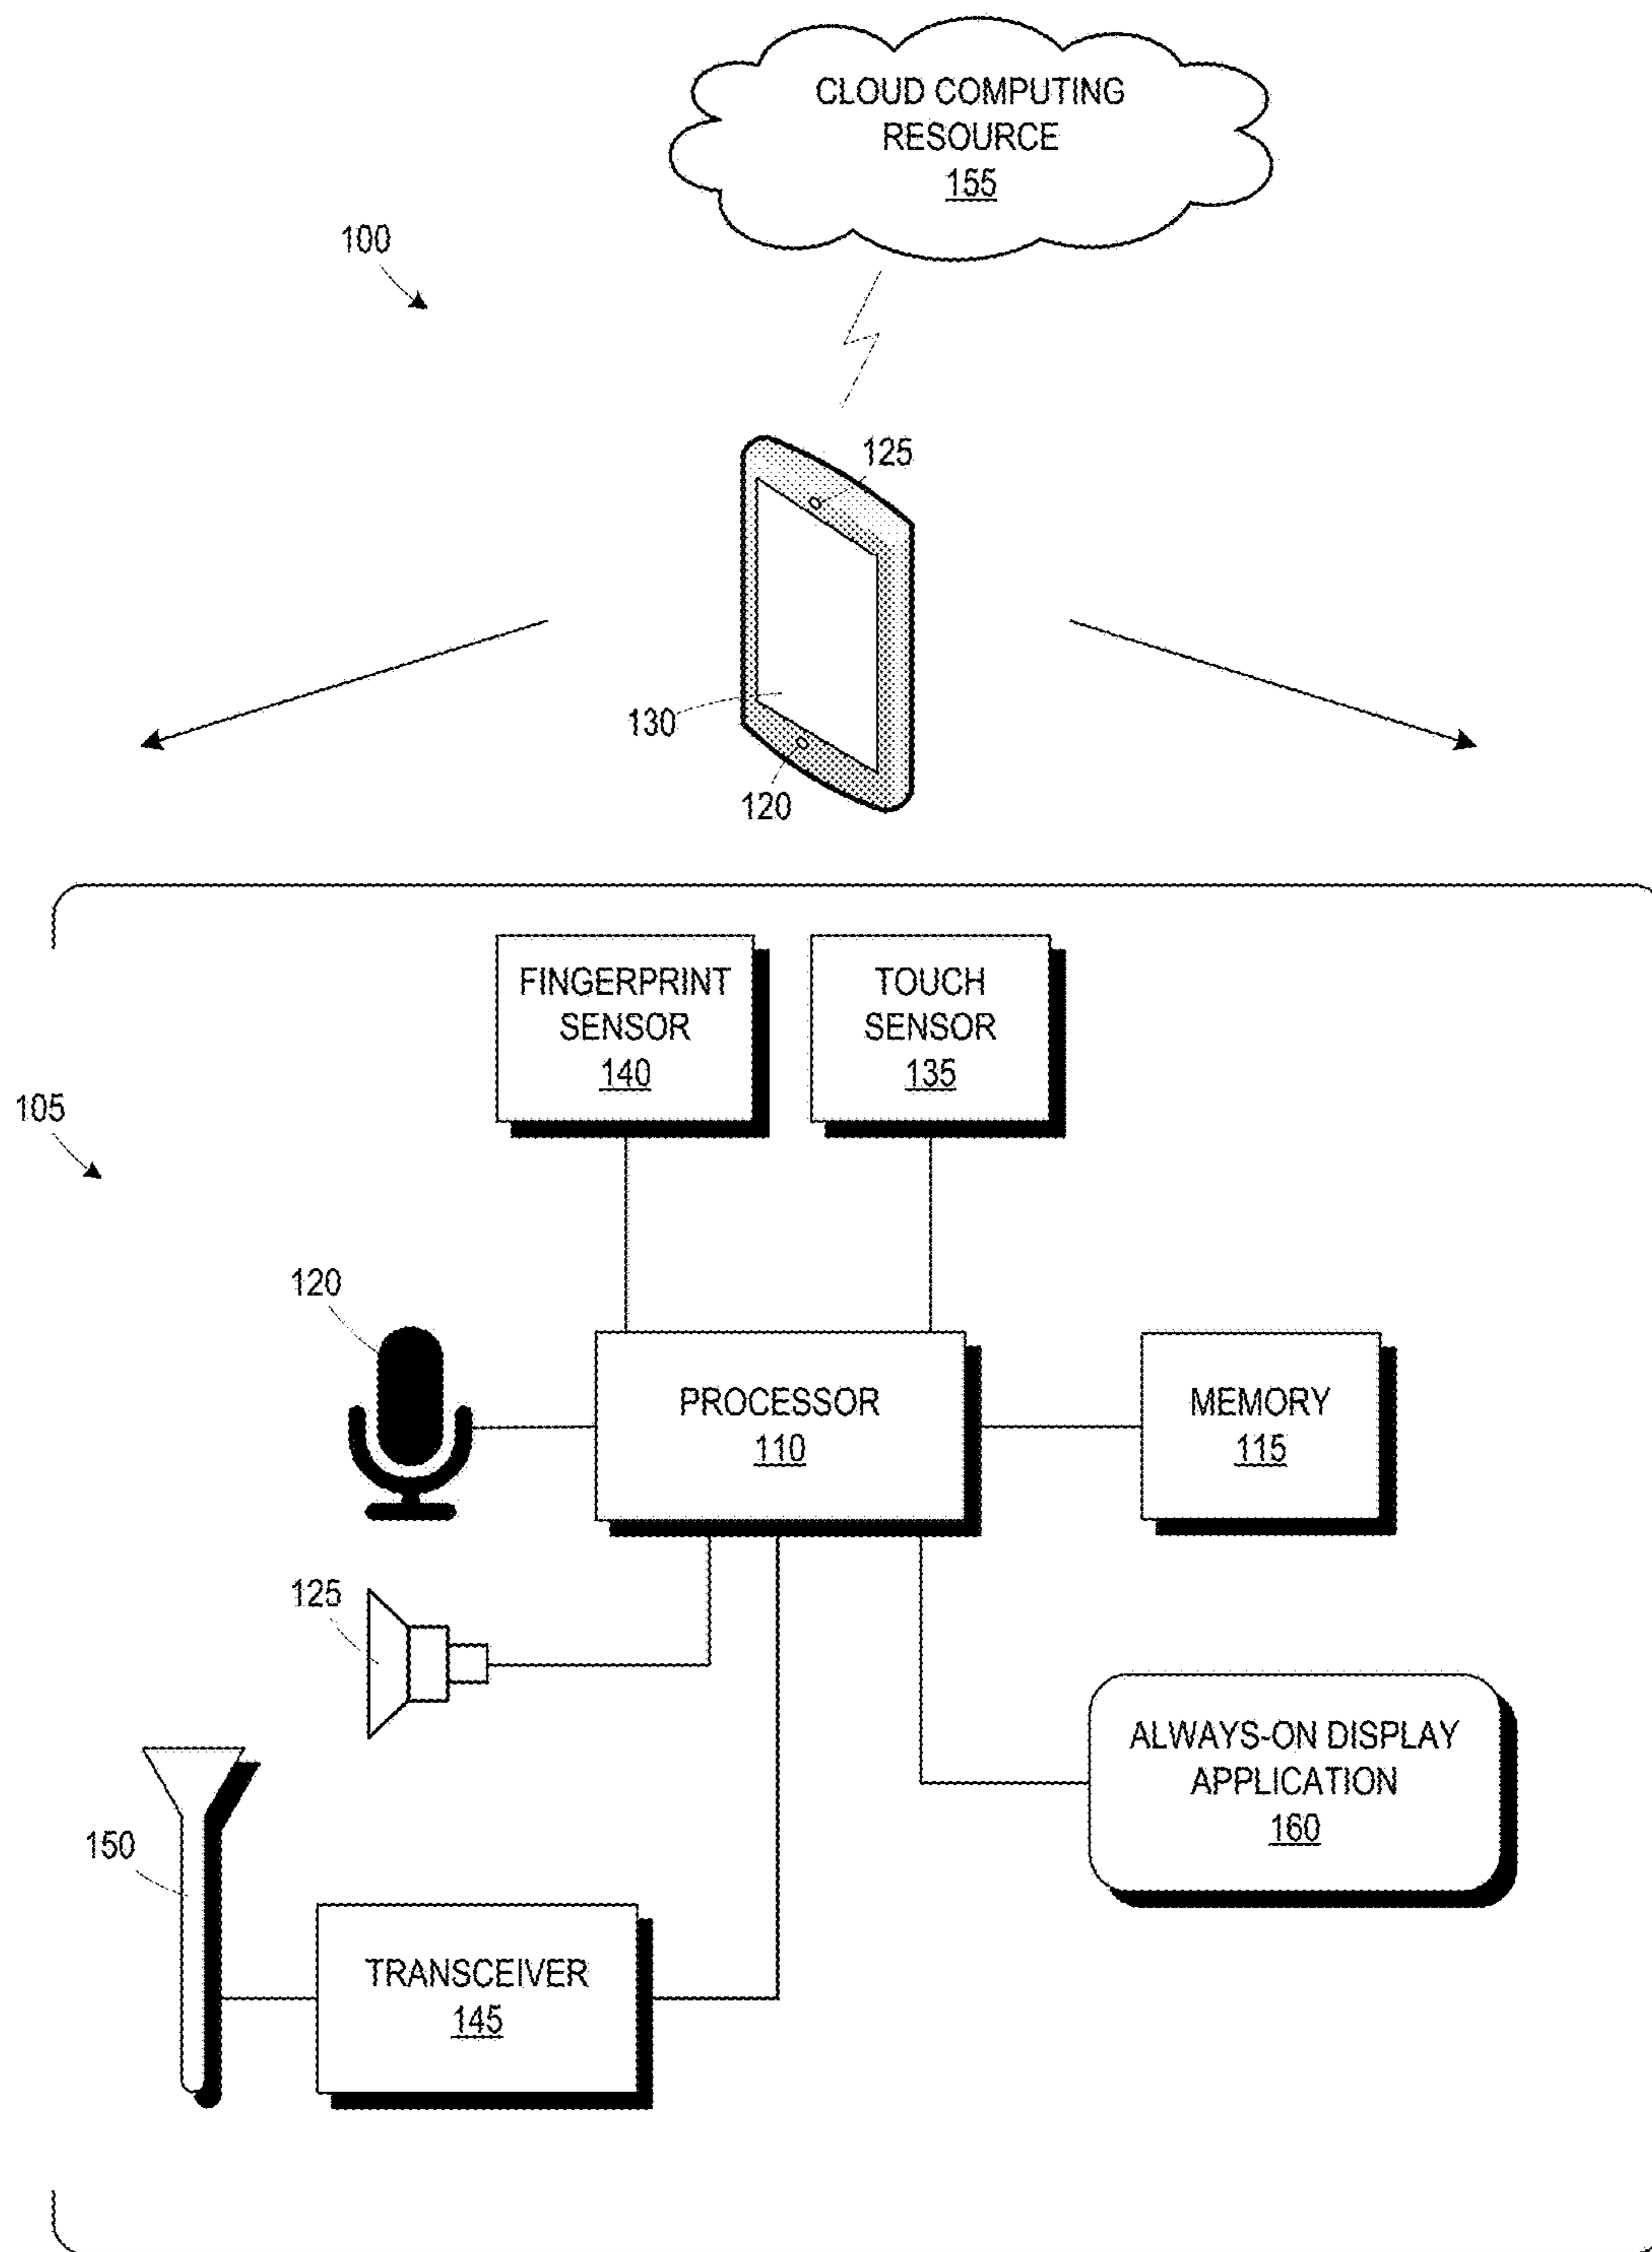 CLOUD COMPUTING
RESOURCE
155
100
125
130
120
FINGERPRINT
SENSOR
140
TOUCH
SENSOR
135
105
120
PROCESSOR
110
MEMORY
115
125
ALWAYS-ON DISPLAY
APPLICATION
160
150
TRANSCEIVER
145